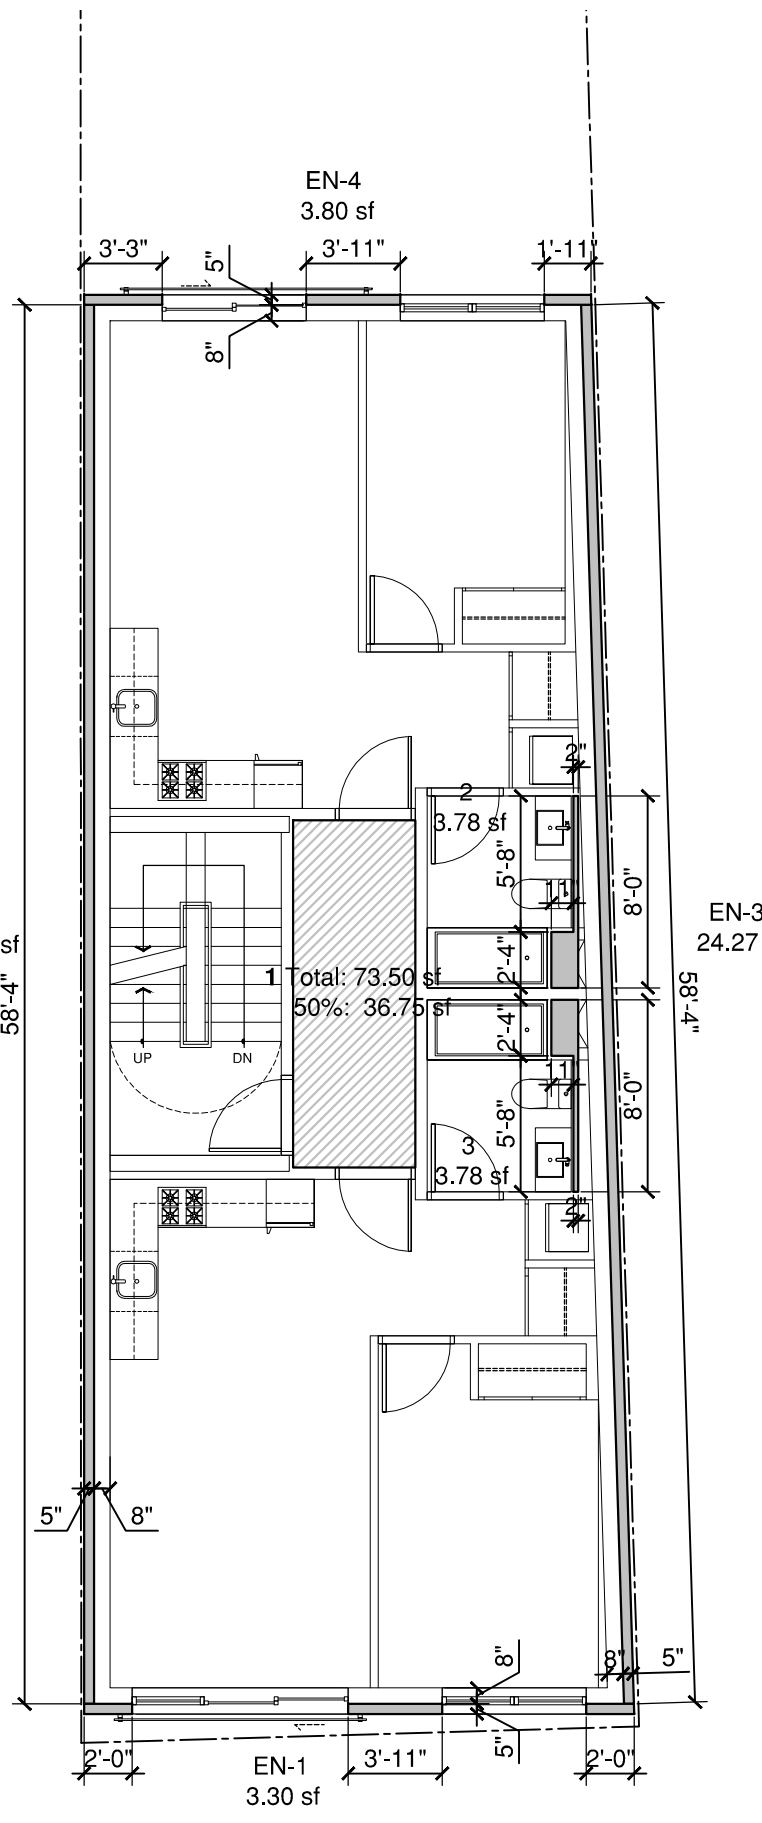 EN-4
3.80 sf
3'-3"
5"
3'-11"
1'-11"
8"
2"
2
3.78 sf
5'-8"
8'-0"
11"
EN-3
24.27
sf
58'-4"
58'-4"
1 Total: 73.50 sf
50%: 36.75 sf
2'-4"
2'-4"
UP
DN
11"
8'-0"
5'-8"
3
3.78 sf
2"
5"
8"
8"
8"
5"
5"
2'-0"
EN-1
3.30 sf
3'-11"
2'-0"